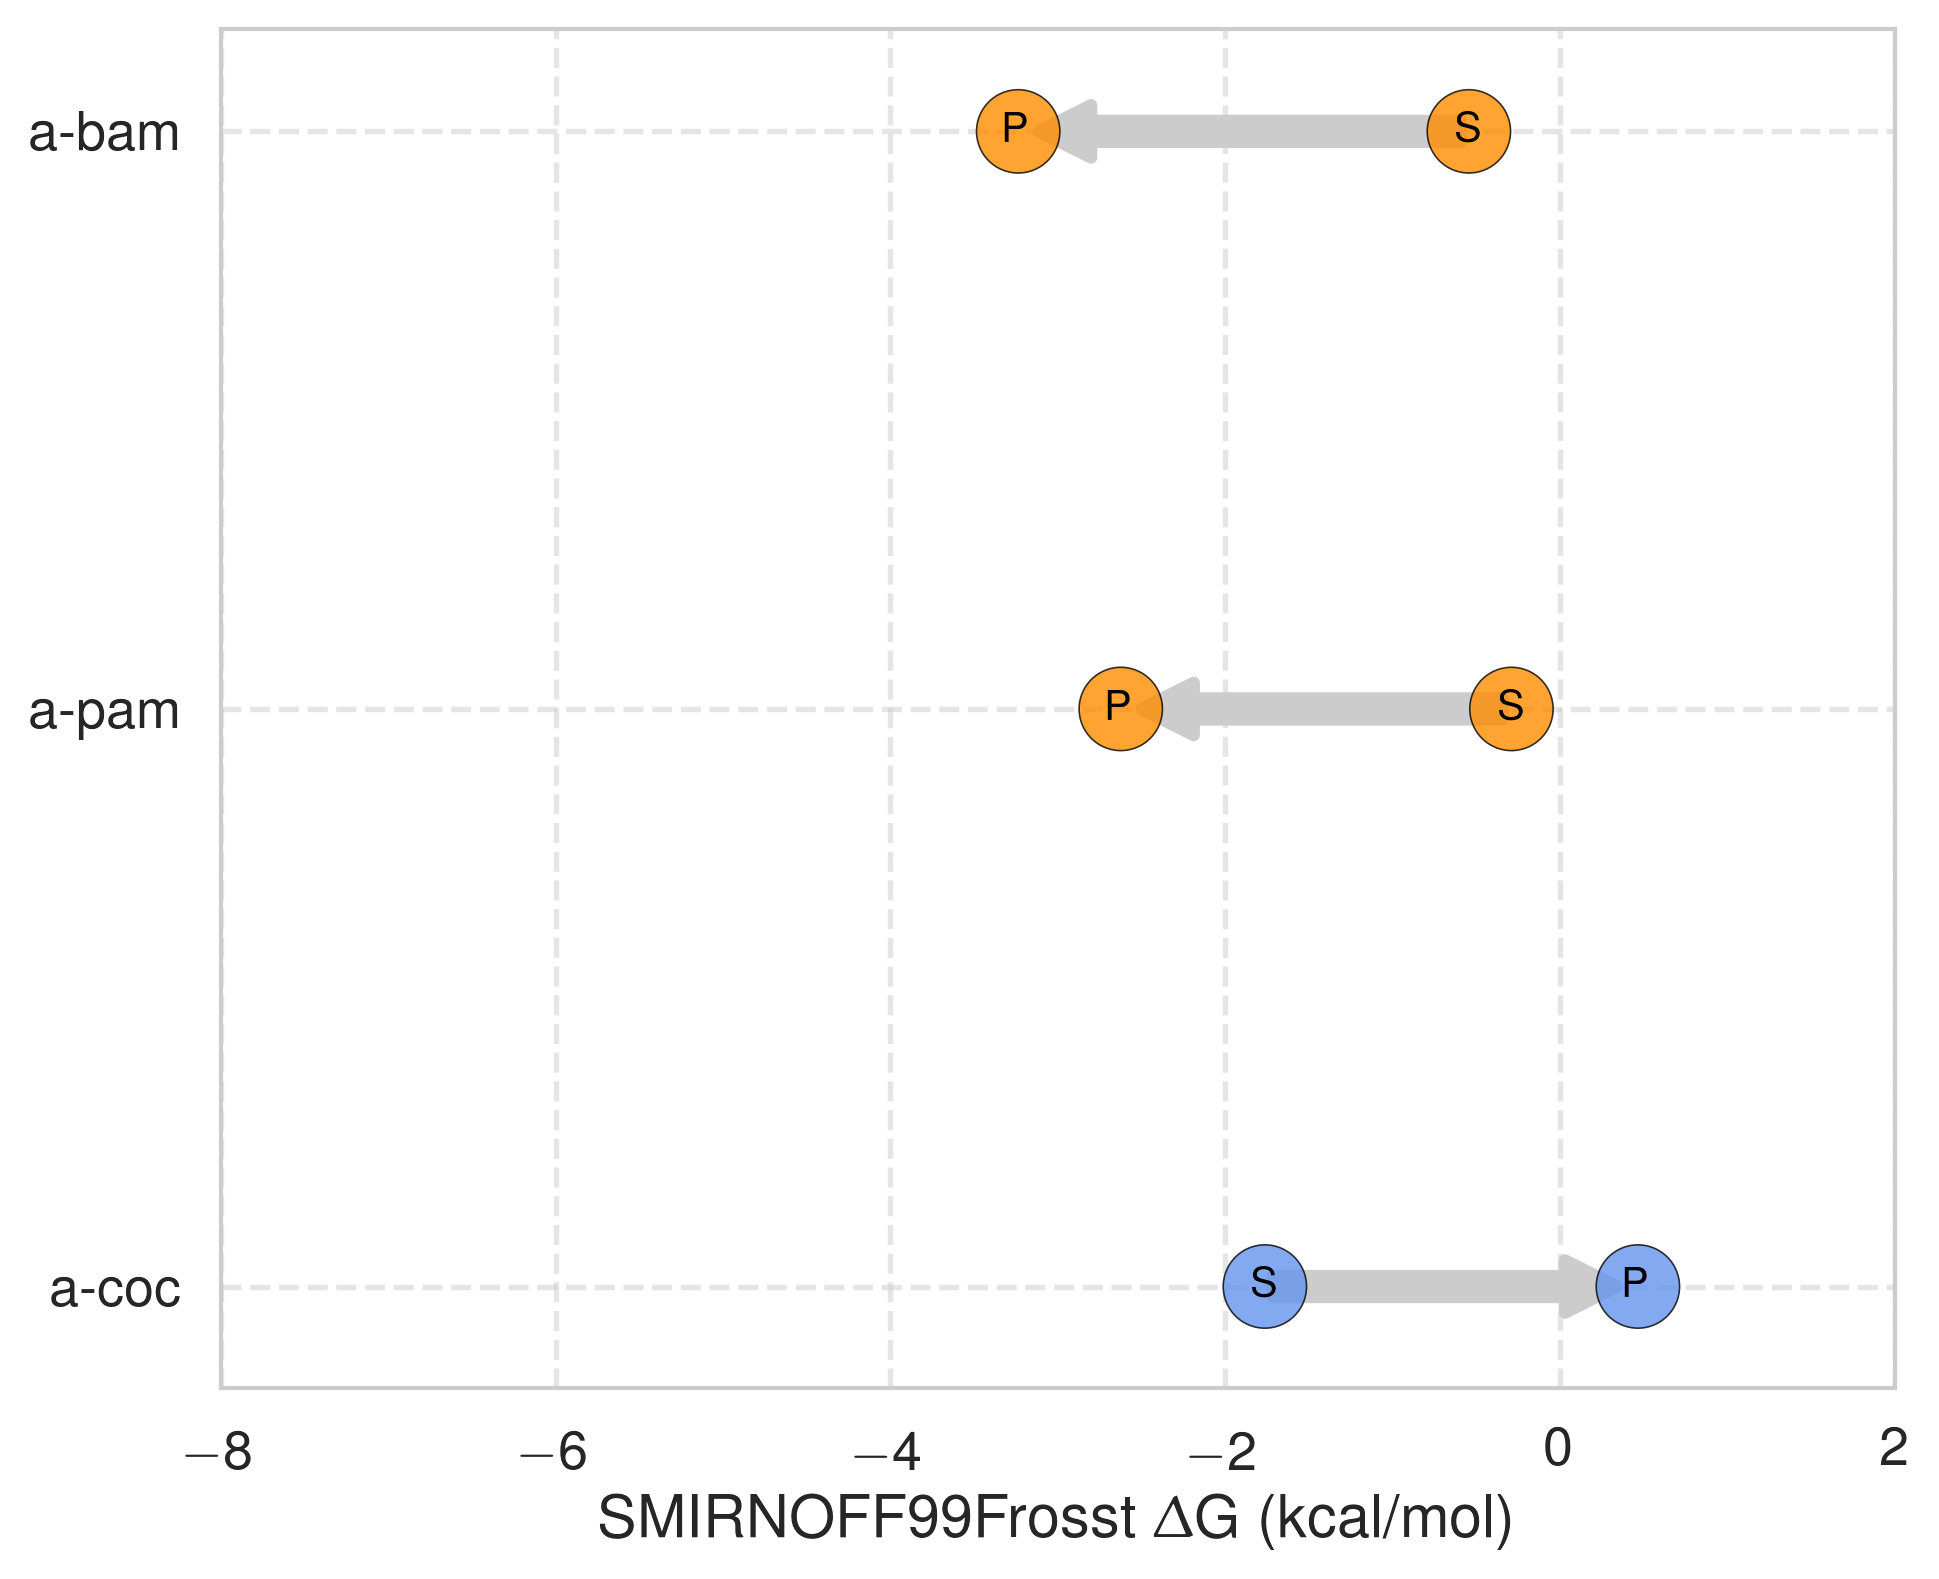 a-bam P S
a-pam P S
a-coc S P
−8 −6 −4 −2 0 2
SMIRNOFF99Frosst ΔG (kcal/mol)